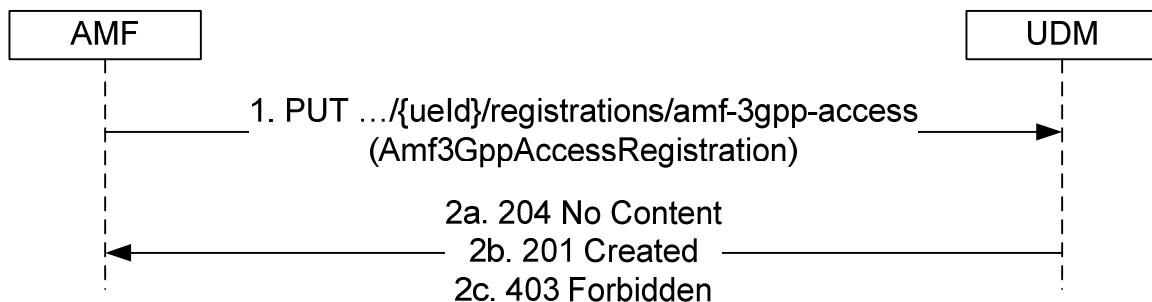 AMF
UDM
1. PUT …/{ueId}/registrations/amf-3gpp-access
(Amf3GppAccessRegistration)
2a. 204 No Content
2b. 201 Created
2c. 403 Forbidden